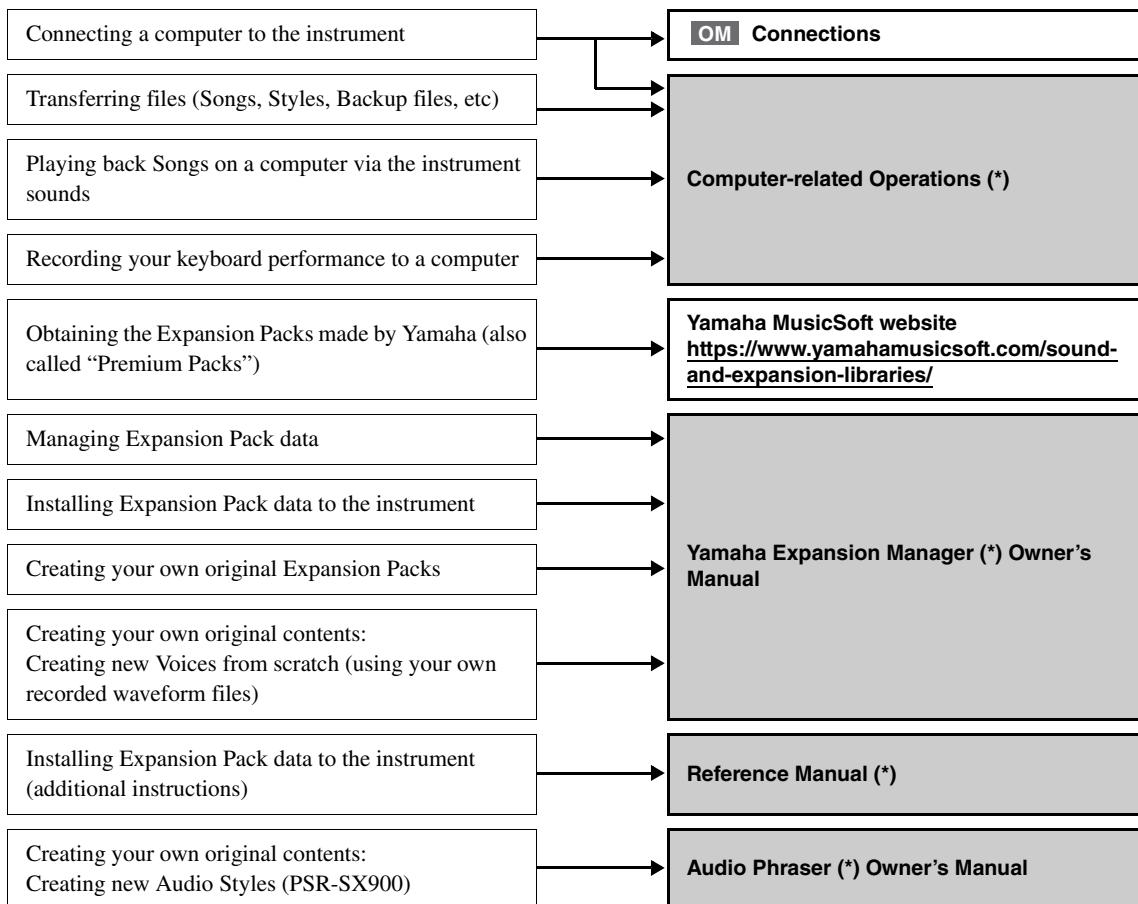 Connecting a computer to the instrument
OM Connections
Transferring files (Songs, Styles, Backup files, etc)
Playing back Songs on a computer via the instrument
sounds
Computer-related Operations (*)
Recording your keyboard performance to a computer
Obtaining the Expansion Packs made by Yamaha (also
called “Premium Packs”)
Yamaha MusicSoft website
https://www.yamahamusicsoft.com/sound-
and-expansion-libraries/
Managing Expansion Pack data
Installing Expansion Pack data to the instrument
Creating your own original Expansion Packs
Creating your own original contents:
Creating new Voices from scratch (using your own
recorded waveform files)
Yamaha Expansion Manager (*) Owner’s
Manual
Installing Expansion Pack data to the instrument
(additional instructions)
Reference Manual (*)
Creating your own original contents:
Creating new Audio Styles (PSR-SX900)
Audio Phraser (*) Owner’s Manual